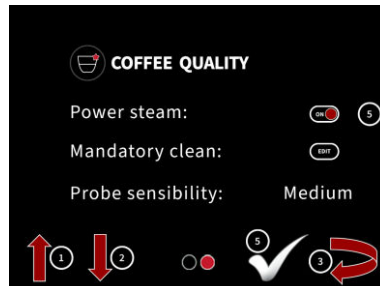 COFFEE QUALITY
Power steam: ON 5
Mandatory clean: EDIT
Probe sensibility: Medium
1 2 5 3